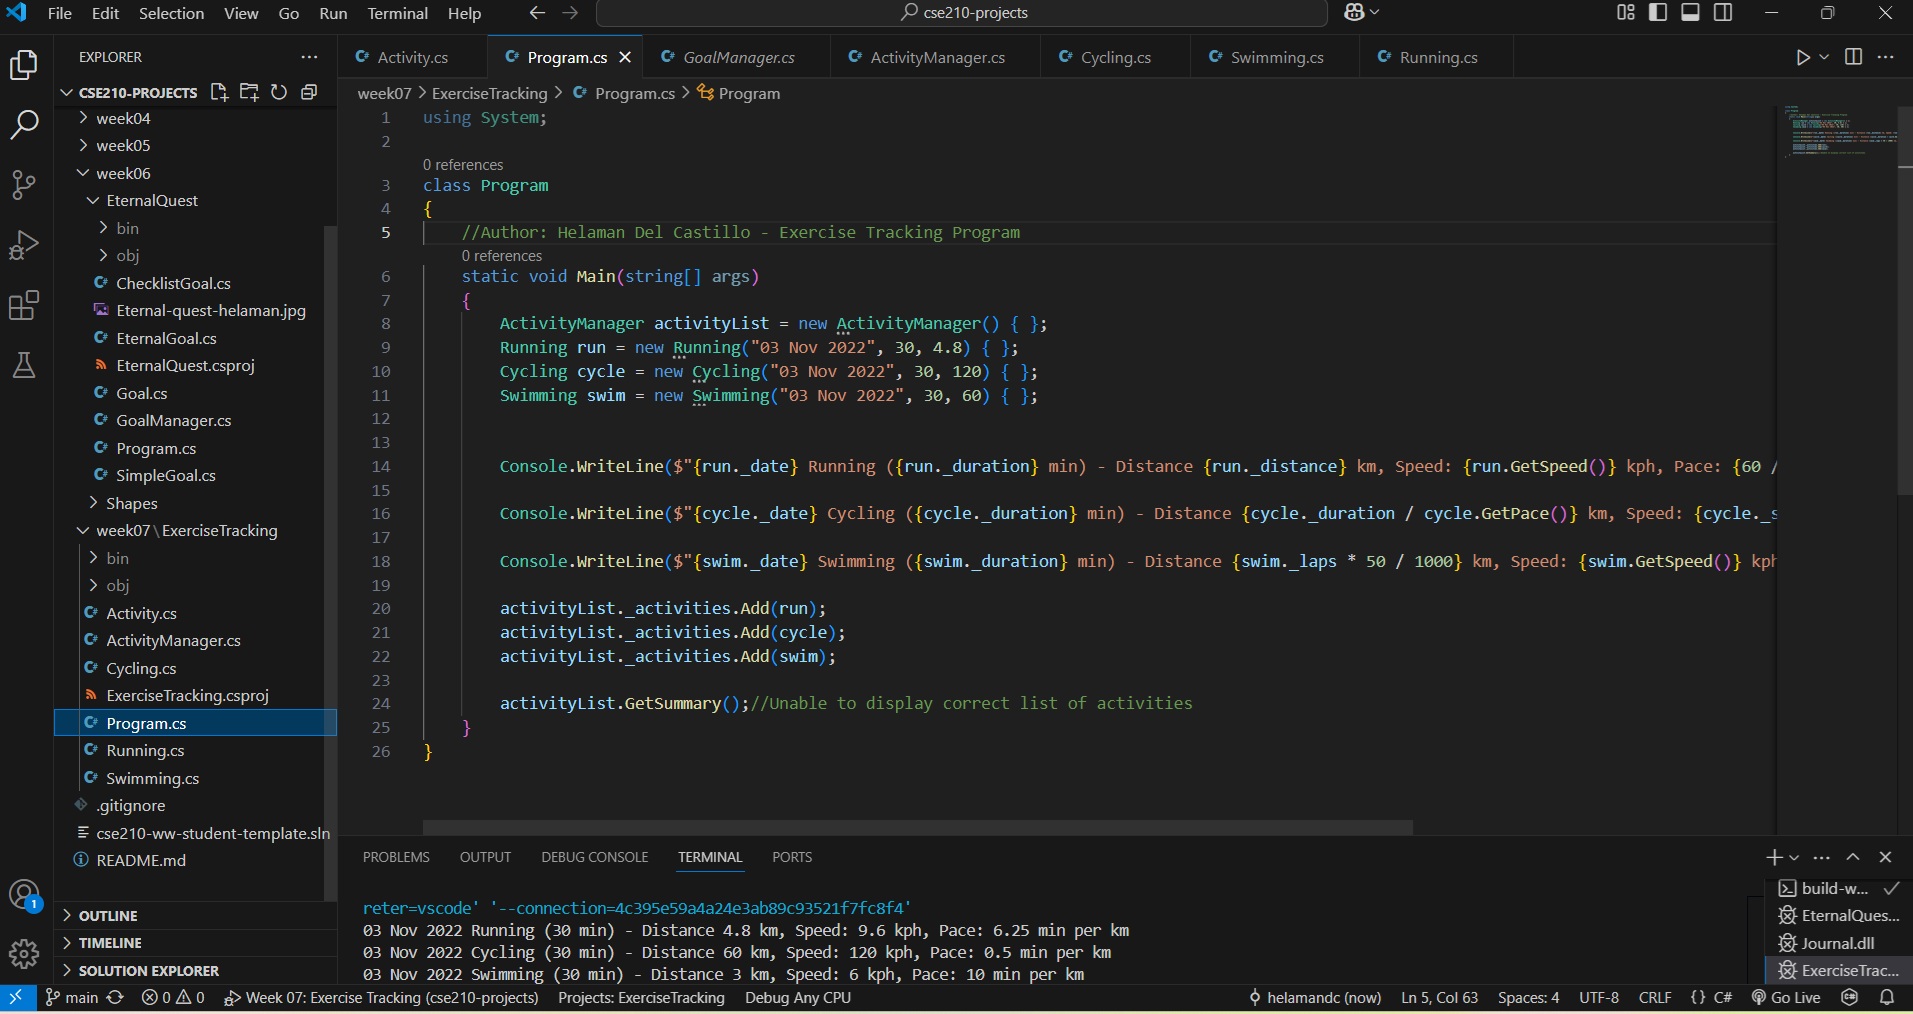 File Edit Selection View Go Run Terminal Help
cse210-projects
EXPLORER
Activity.cs Program.cs GoalManager.cs ActivityManager.cs Cycling.cs Swimming.cs Running.cs
CSE210-PROJECTS
week04
week05
week06
EternalQuest
bin
obj
ChecklistGoal.cs
Eternal-quest-helaman.jpg
EternalGoal.cs
EternalQuest.csproj
Goal.cs
GoalManager.cs
Program.cs
SimpleGoal.cs
Shapes
week07\ExerciseTracking
bin
obj
Activity.cs
ActivityManager.cs
Cycling.cs
ExerciseTracking.csproj
Program.cs
Running.cs
Swimming.cs
.gitignore
cse210-ww-student-template.sln
README.md
OUTLINE
TIMELINE
SOLUTION EXPLORER
week07 > ExerciseTracking > Program.cs > Program
1 using System;
2
0 references
3 class Program
4 {
5 //Author: Helaman Del Castillo - Exercise Tracking Program
0 references
6 static void Main(string[] args)
7 {
8 ActivityManager activityList = new ActivityManager() { };
9 Running run = new Running("03 Nov 2022", 30, 4.8) { };
10 Cycling cycle = new Cycling("03 Nov 2022", 30, 120) { };
11 Swimming swim = new Swimming("03 Nov 2022", 30, 60) { };
12
13
14 Console.WriteLine($"{run._date} Running ({run._duration} min) - Distance {run._distance} km, Speed: {run.GetSpeed()} kph, Pace: {60 /
15
16 Console.WriteLine($"{cycle._date} Cycling ({cycle._duration} min) - Distance {cycle._duration / cycle.GetPace()} km, Speed: {cycle._s
17
18 Console.WriteLine($"{swim._date} Swimming ({swim._duration} min) - Distance {swim._laps * 50 / 1000} km, Speed: {swim.GetSpeed()} kph
19
20 activityList._activities.Add(run);
21 activityList._activities.Add(cycle);
22 activityList._activities.Add(swim);
23
24 activityList.GetSummary();//Unable to display correct list of activities
25 }
26 }
PROBLEMS OUTPUT DEBUG CONSOLE TERMINAL PORTS
reter=vscode' '--connection=4c395e59a4a24e3ab89c93521f7fc8f4'
03 Nov 2022 Running (30 min) - Distance 4.8 km, Speed: 9.6 kph, Pace: 6.25 min per km
03 Nov 2022 Cycling (30 min) - Distance 60 km, Speed: 120 kph, Pace: 0.5 min per km
03 Nov 2022 Swimming (30 min) - Distance 3 km, Speed: 6 kph, Pace: 10 min per km
build-w...
EternalQues...
Journal.dll
ExerciseTrac...
1
main 0 0 Week 07: Exercise Tracking (cse210-projects) Projects: ExerciseTracking Debug Any CPU helamandc (now) Ln 5, Col 63 Spaces: 4 UTF-8 CRLF {} C# Go Live